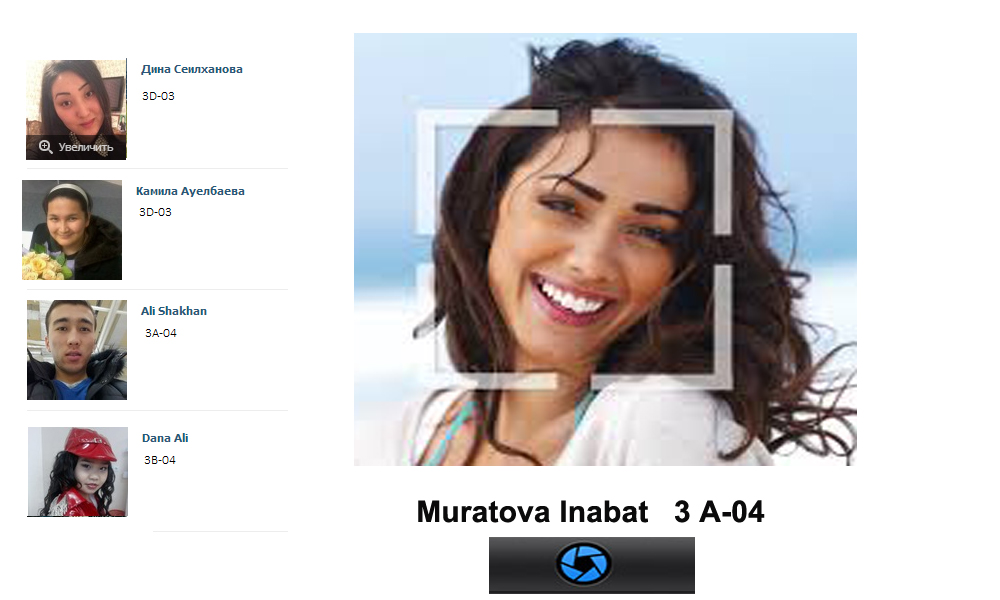 Дина Сеилханова
3D-03
Увеличить
Камила Ауелбаева
3D-03
Ali Shakhan
3A-04
Dana Ali
3B-04
Muratova Inabat 3 A-04